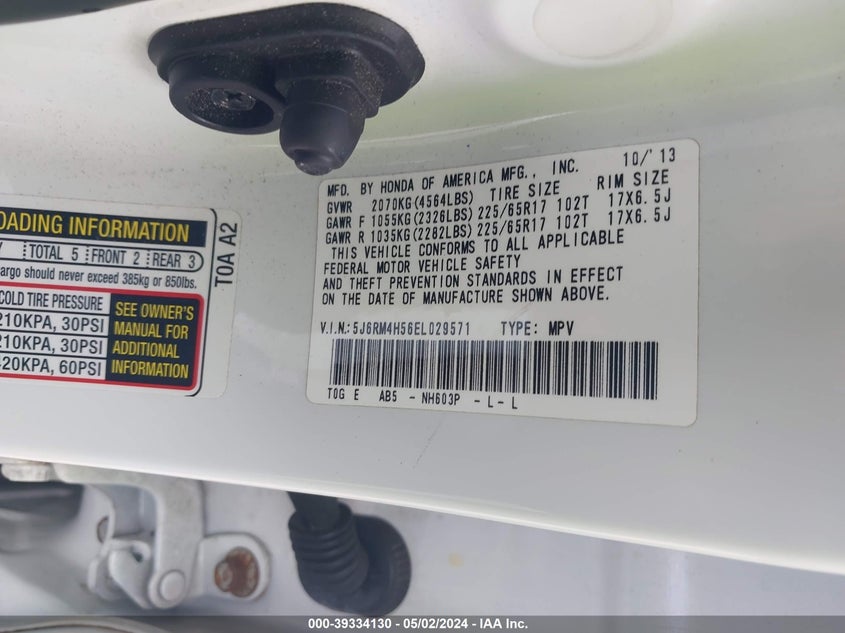 OADING INFORMATION
Y TOTAL 5 FRONT 2 REAR 3
argo should never exceed 385kg or 850lbs.
COLD TIRE PRESSURE
210KPA, 30PSI
210KPA, 30PSI
420KPA, 60PSI
SEE OWNER'S
MANUAL FOR
ADDITIONAL
INFORMATION
T0A A2
MFD. BY HONDA OF AMERICA MFG., INC. 10/'13
GVWR 2070KG(4564LBS) TIRE SIZE RIM SIZE
GAWR F 1055KG(2326LBS) 225/65R17 102T 17X6.5J
GAWR R 1035KG(2282LBS) 225/65R17 102T 17X6.5J
THIS VEHICLE CONFORMS TO ALL APPLICABLE
FEDERAL MOTOR VEHICLE SAFETY
AND THEFT PREVENTION STANDARDS IN EFFECT
ON THE DATE OF MANUFACTURE SHOWN ABOVE.
V.I.N.:5J6RM4H56EL029571 TYPE: MPV
T0G E AB5 - NH603P - L - L
000-39334130 - 05/02/2024 - IAA Inc.